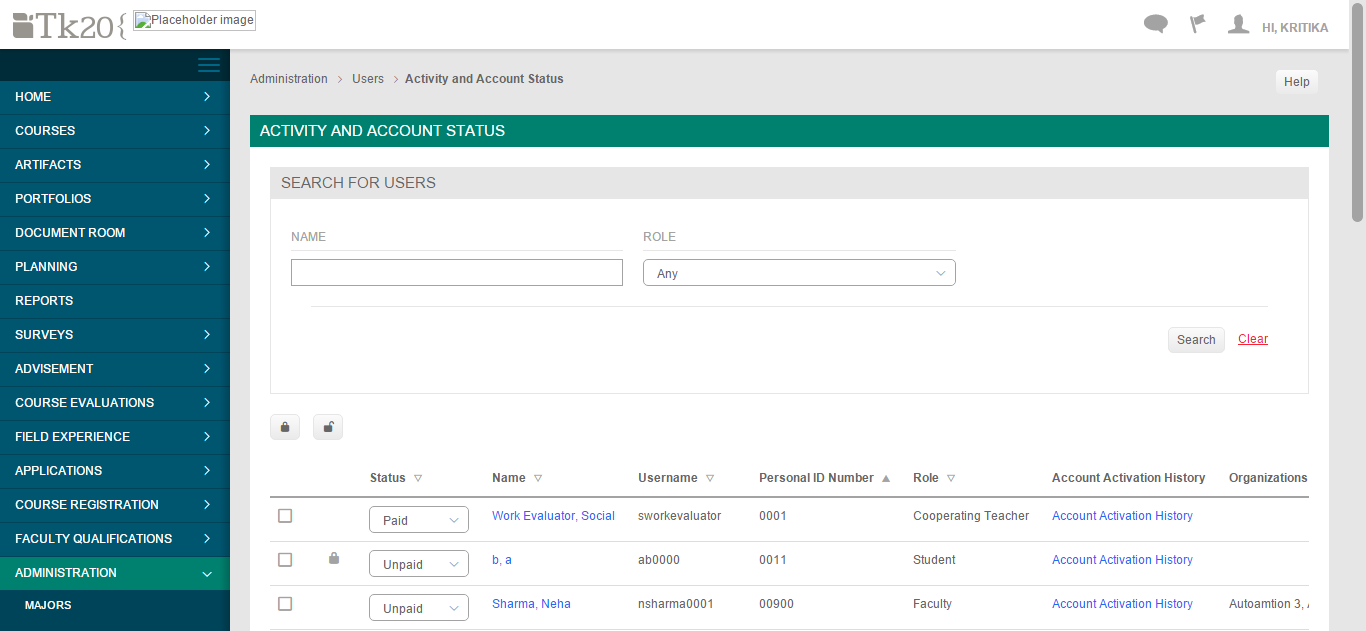 Tk20{
Placeholder image
HI, KRITIKA
HOME
COURSES
ARTIFACTS
PORTFOLIOS
DOCUMENT ROOM
PLANNING
REPORTS
SURVEYS
ADVISEMENT
COURSE EVALUATIONS
FIELD EXPERIENCE
APPLICATIONS
COURSE REGISTRATION
FACULTY QUALIFICATIONS
ADMINISTRATION
MAJORS
Administration > Users > Activity and Account Status
Help
ACTIVITY AND ACCOUNT STATUS
SEARCH FOR USERS
NAME ROLE
Any
Search Clear
Status Name Username Personal ID Number Role Account Activation History Organizations
Paid Work Evaluator, Social sworkevaluator 0001 Cooperating Teacher Account Activation History
Unpaid b, a ab0000 0011 Student Account Activation History
Unpaid Sharma, Neha nsharma0001 00900 Faculty Account Activation History Autoamtion 3,